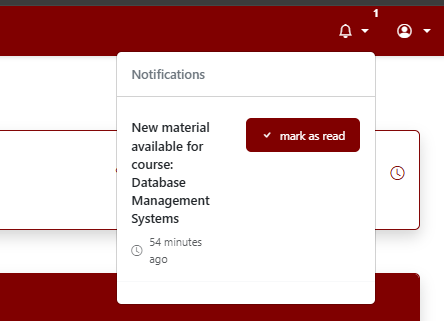 1
Notifications
New material
available for
course:
Database
Management
Systems
mark as read
54 minutes
ago